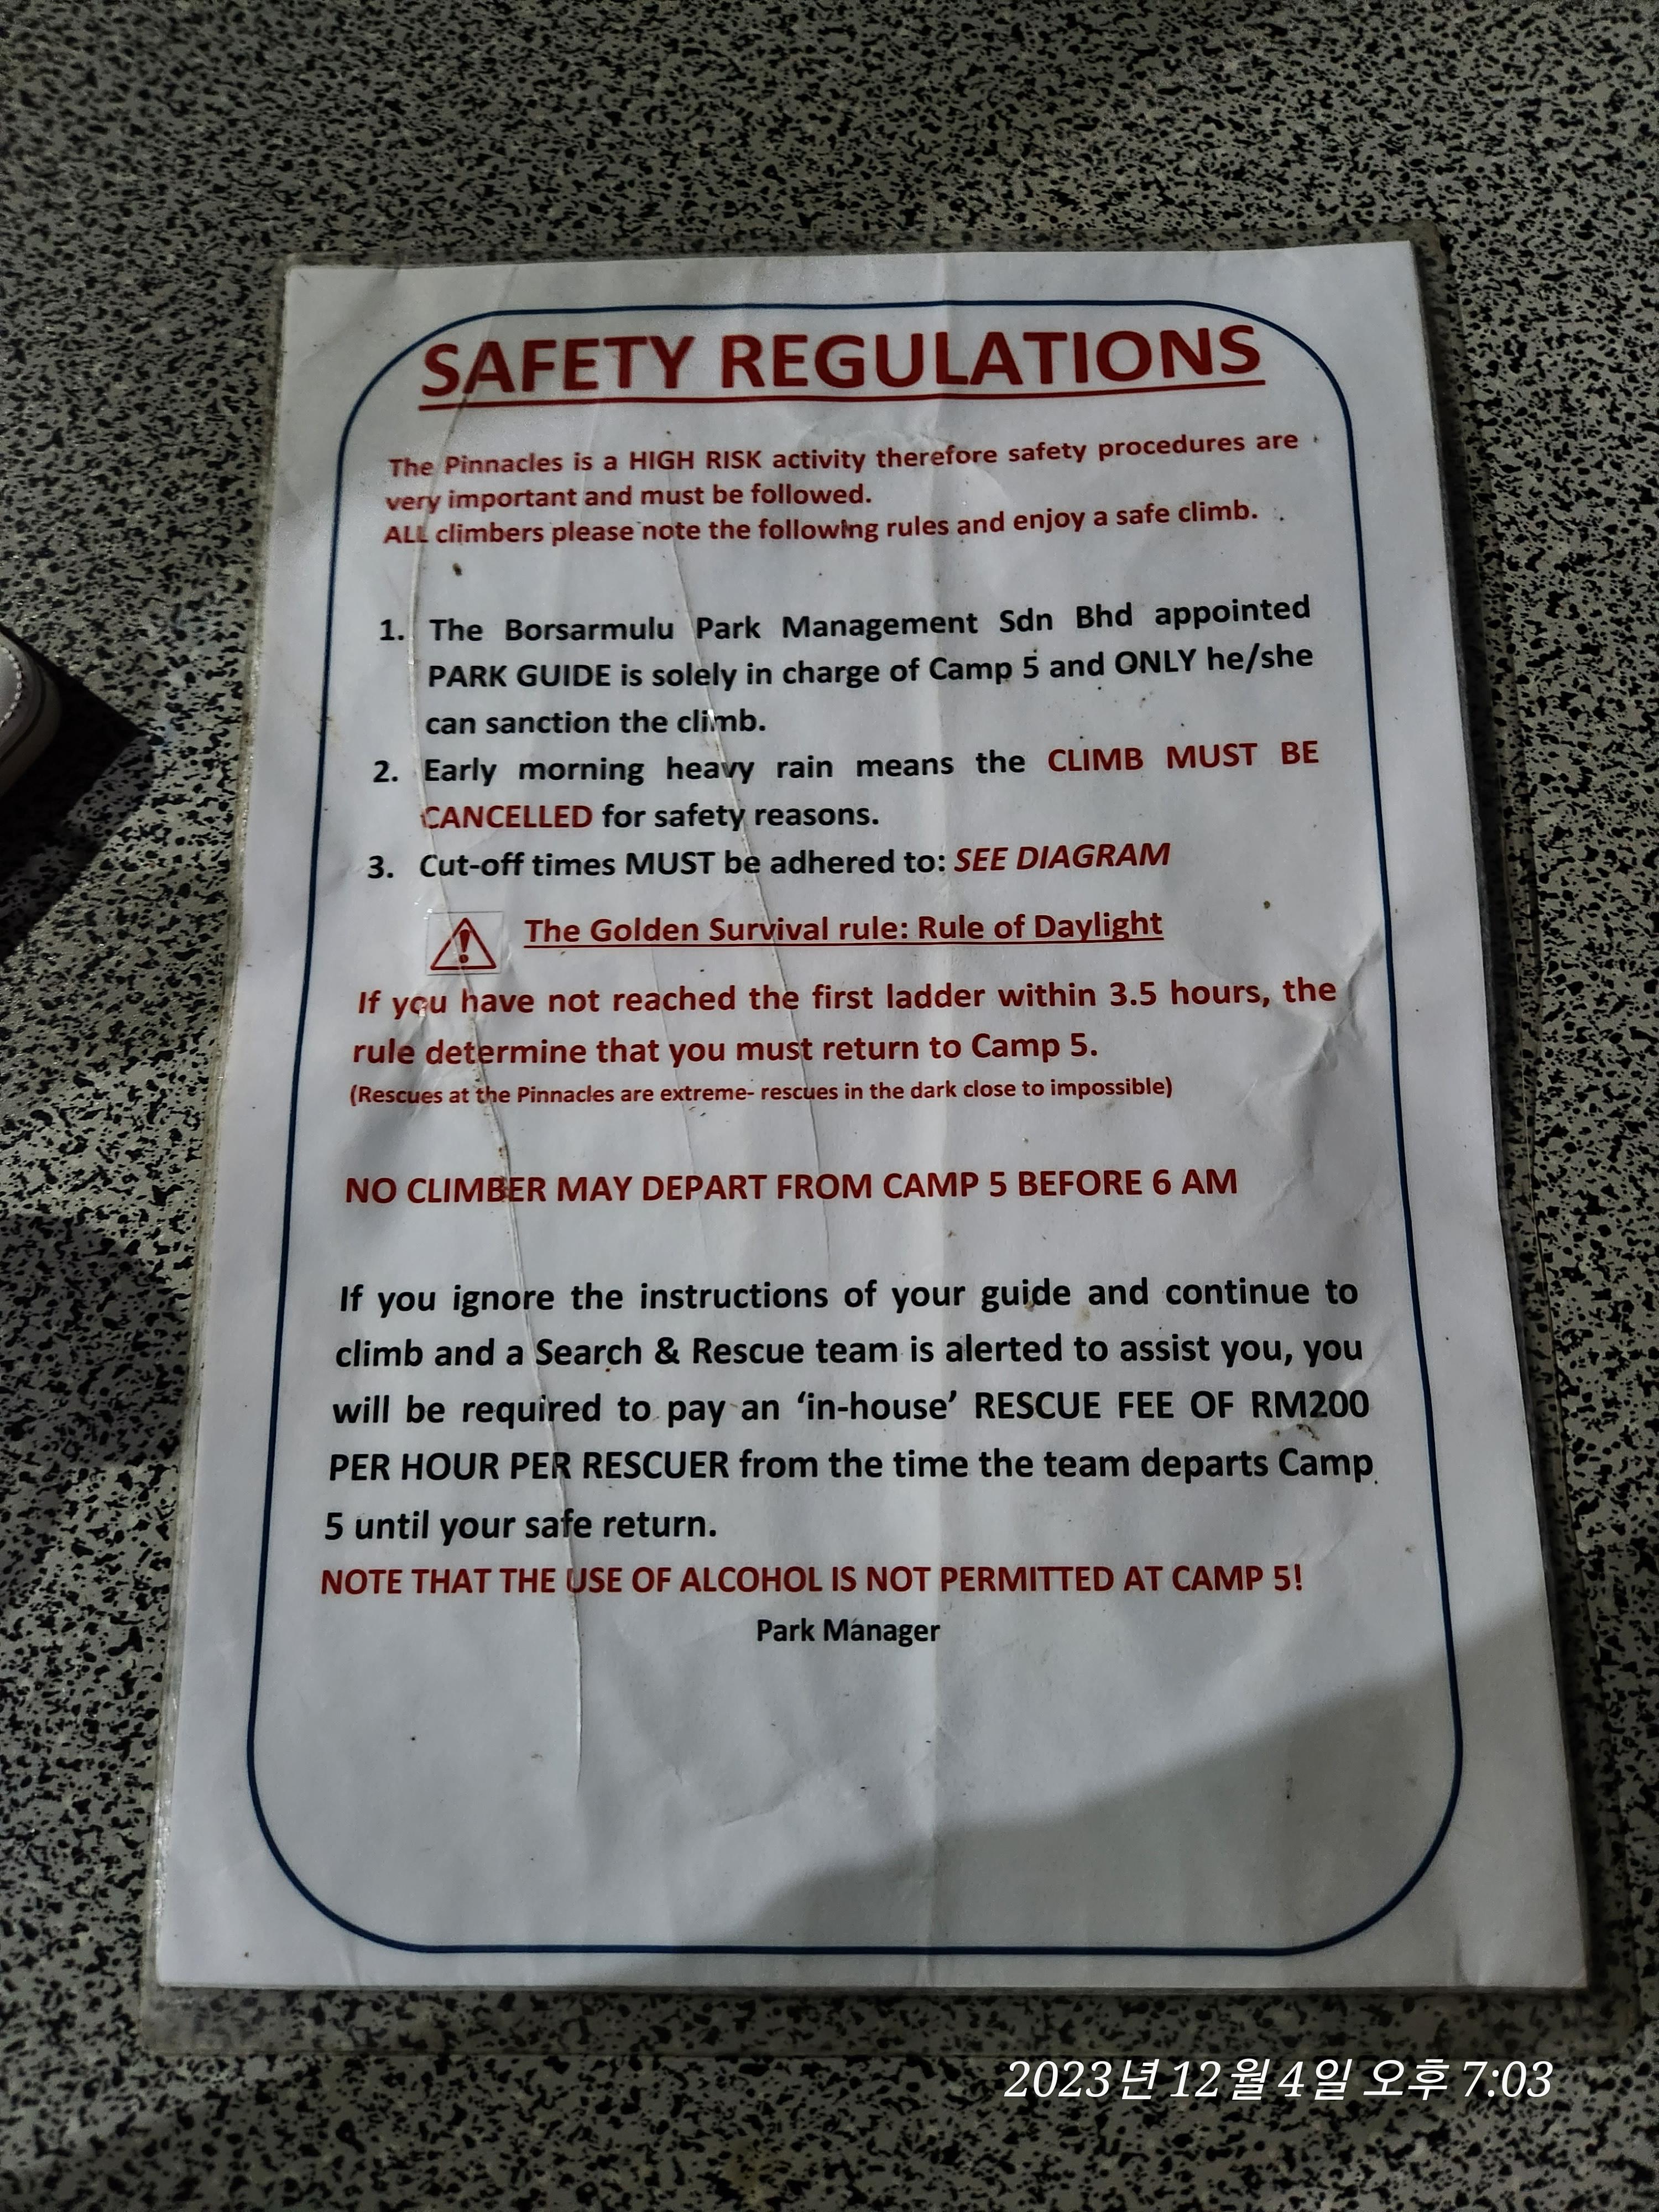 SAFETY REGULATIONS
The Pinnacles is a HIGH RISK activity therefore safety procedures are
very important and must be followed.
ALL climbers please note the following rules and enjoy a safe climb.
1. The Borsarmulu Park Management Sdn Bhd appointed
PARK GUIDE is solely in charge of Camp 5 and ONLY he/she
can sanction the climb.
2. Early morning heavy rain means the CLIMB MUST BE
CANCELLED for safety reasons.
3. Cut-off times MUST be adhered to: SEE DIAGRAM
The Golden Survival rule: Rule of Daylight
If you have not reached the first ladder within 3.5 hours, the
rule determine that you must return to Camp 5.
(Rescues at the Pinnacles are extreme- rescues in the dark close to impossible)
NO CLIMBER MAY DEPART FROM CAMP 5 BEFORE 6 AM
If you ignore the instructions of your guide and continue to
climb and a Search & Rescue team is alerted to assist you, you
will be required to pay an ‘in-house’ RESCUE FEE OF RM200
PER HOUR PER RESCUER from the time the team departs Camp
5 until your safe return.
NOTE THAT THE USE OF ALCOHOL IS NOT PERMITTED AT CAMP 5!
Park Manager
2023년 12월 4일 오후 7:03